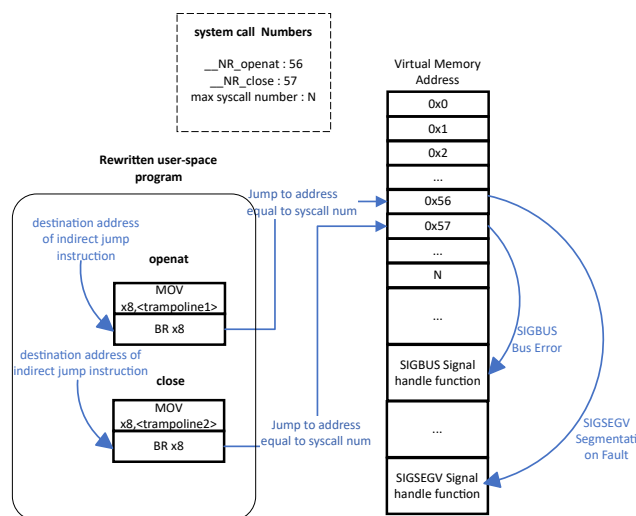 system call Numbers
__NR_openat : 56
__NR_close : 57
max syscall number : N
Virtual Memory
Address
0x0
0x1
0x2
...
0x56
0x57
...
N
...
SIGBUS Signal
handle function
...
SIGSEGV Signal
handle function
Rewritten user-space
program
destination address
of indirect jump
instruction
openat
MOV
x8,<trampoline1>
BR x8
destination address of
indirect jump instruction
close
MOV
x8,<trampoline2>
BR x8
Jump to address
equal to syscall num
Jump to address
equal to syscall num
SIGBUS
Bus Error
SIGSEGV
Segmentati
on Fault